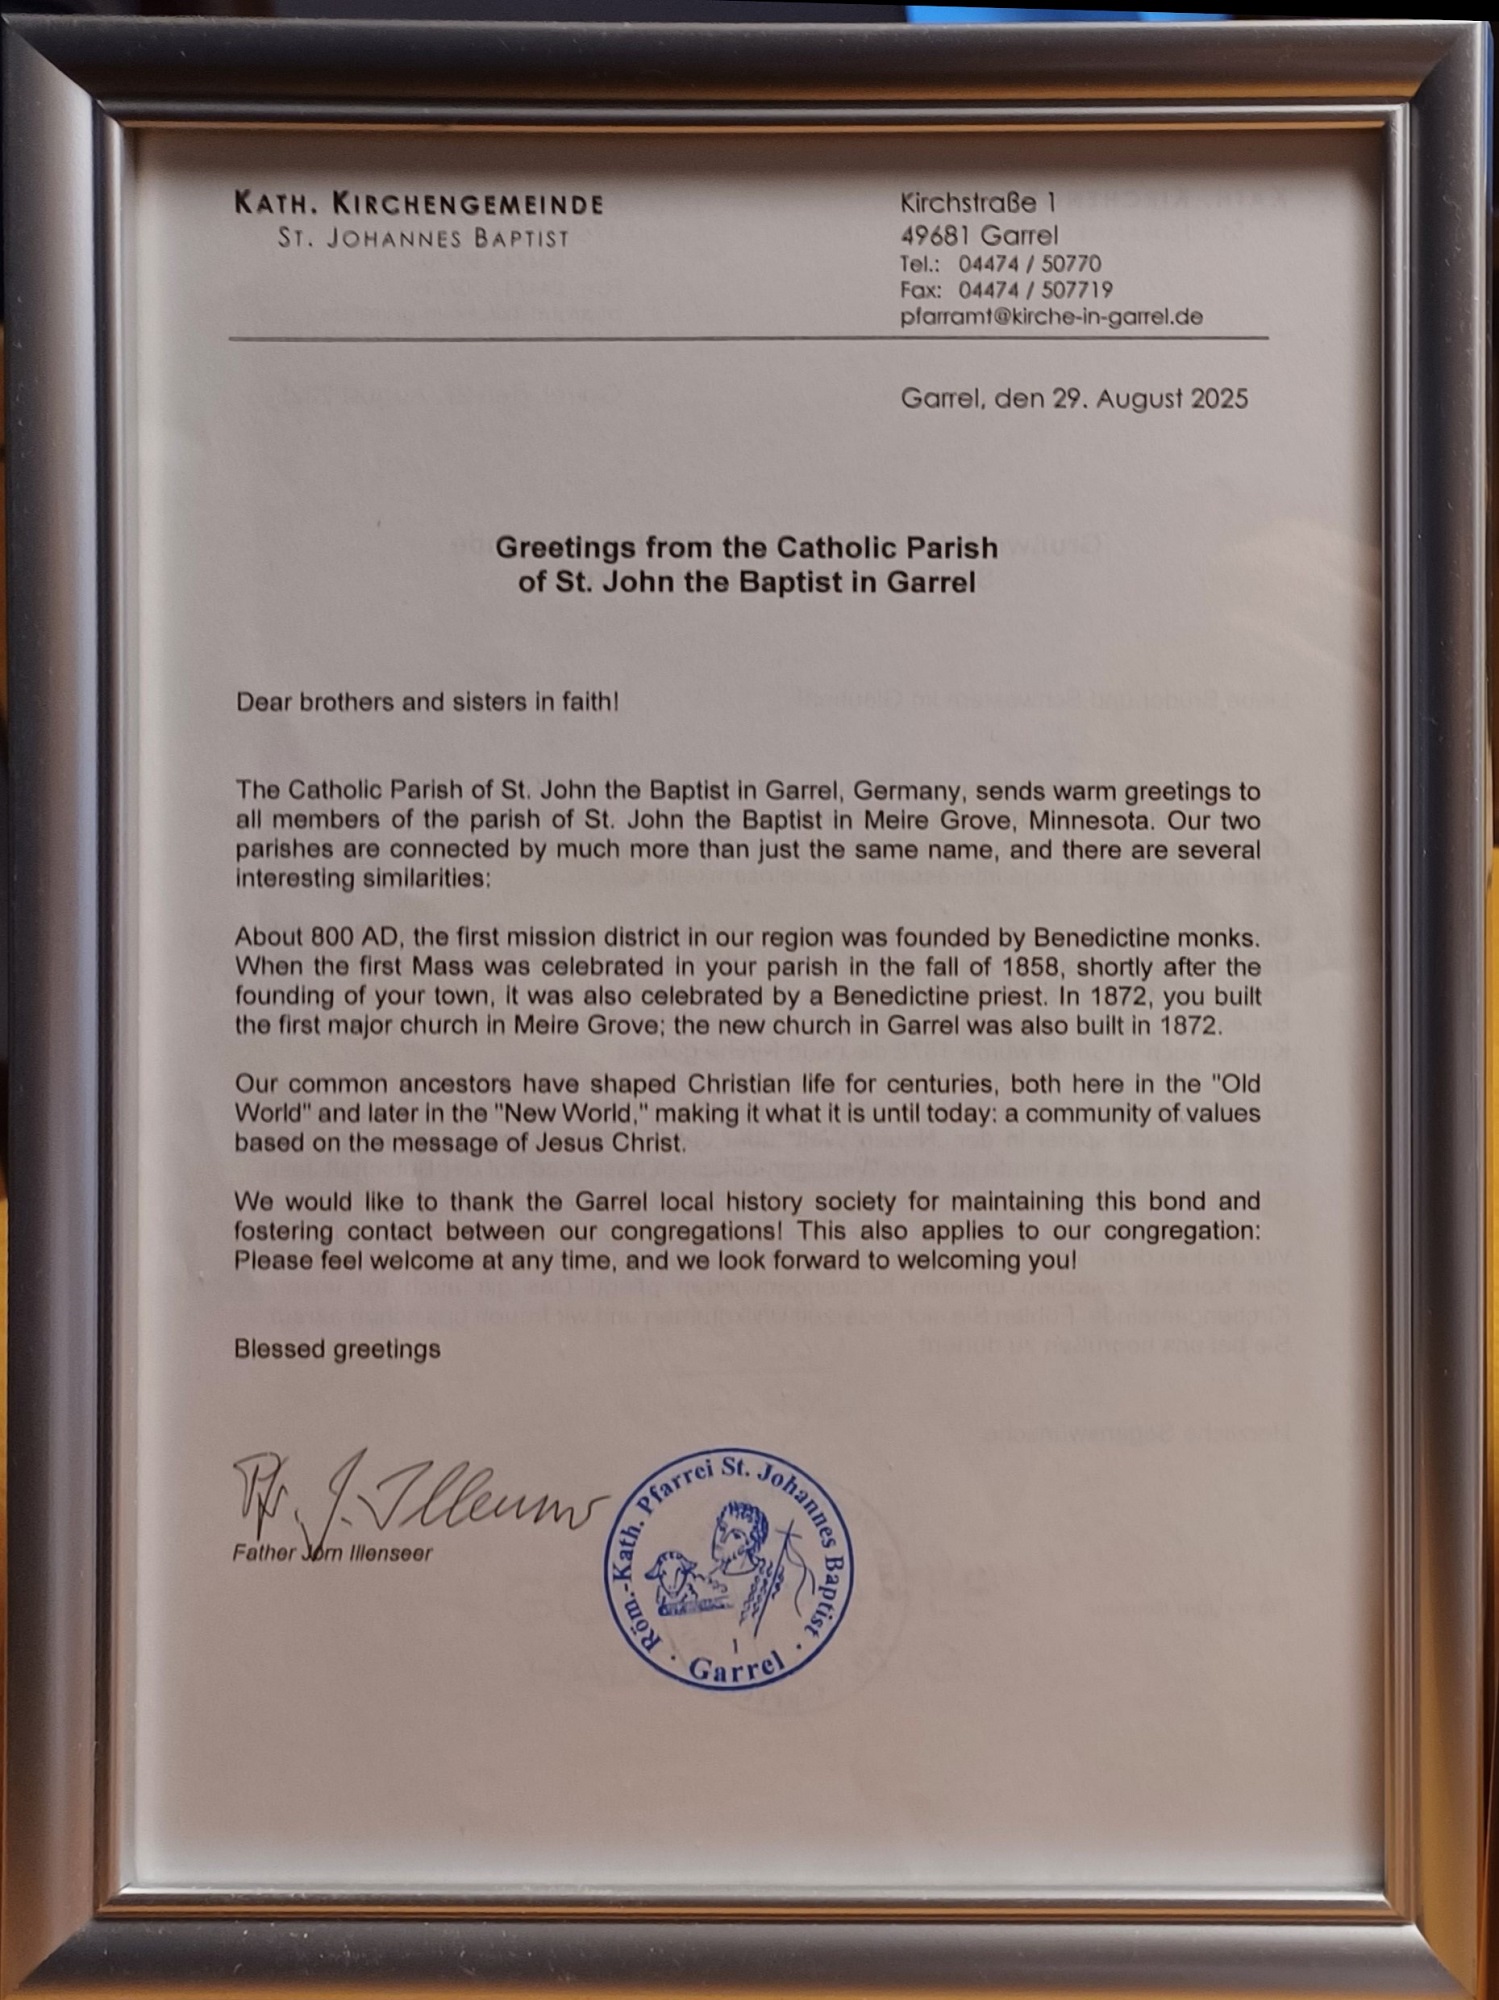 KATH. KIRCHENGEMEINDE
ST. JOHANNES BAPTIST
Kirchstraße 1
49681 Garrel
Tel.: 04474 / 50770
Fax: 04474 / 507719
pfarramt@kirche-in-garrel.de
Garrel, den 29. August 2025
Greetings from the Catholic Parish
of St. John the Baptist in Garrel
Dear brothers and sisters in faith!
The Catholic Parish of St. John the Baptist in Garrel, Germany, sends warm greetings to
all members of the parish of St. John the Baptist in Meire Grove, Minnesota. Our two
parishes are connected by much more than just the same name, and there are several
interesting similarities:
About 800 AD, the first mission district in our region was founded by Benedictine monks.
When the first Mass was celebrated in your parish in the fall of 1858, shortly after the
founding of your town, it was also celebrated by a Benedictine priest. In 1872, you built
the first major church in Meire Grove; the new church in Garrel was also built in 1872.
Our common ancestors have shaped Christian life for centuries, both here in the "Old
World" and later in the "New World," making it what it is until today: a community of values
based on the message of Jesus Christ.
We would like to thank the Garrel local history society for maintaining this bond and
fostering contact between our congregations! This also applies to our congregation:
Please feel welcome at any time, and we look forward to welcoming you!
Blessed greetings
Pfr. J. Illenseer
Father Jörn Illenseer
Röm.-Kath. Pfarrei St. Johannes Baptist
1
· Garrel ·